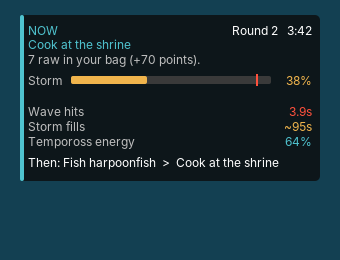 NOW Round 2 3:42
Cook at the shrine
7 raw in your bag (+70 points).
Storm 38%
Wave hits 3.9s
Storm fills ~95s
Tempoross energy 64%
Then: Fish harpoonfish > Cook at the shrine